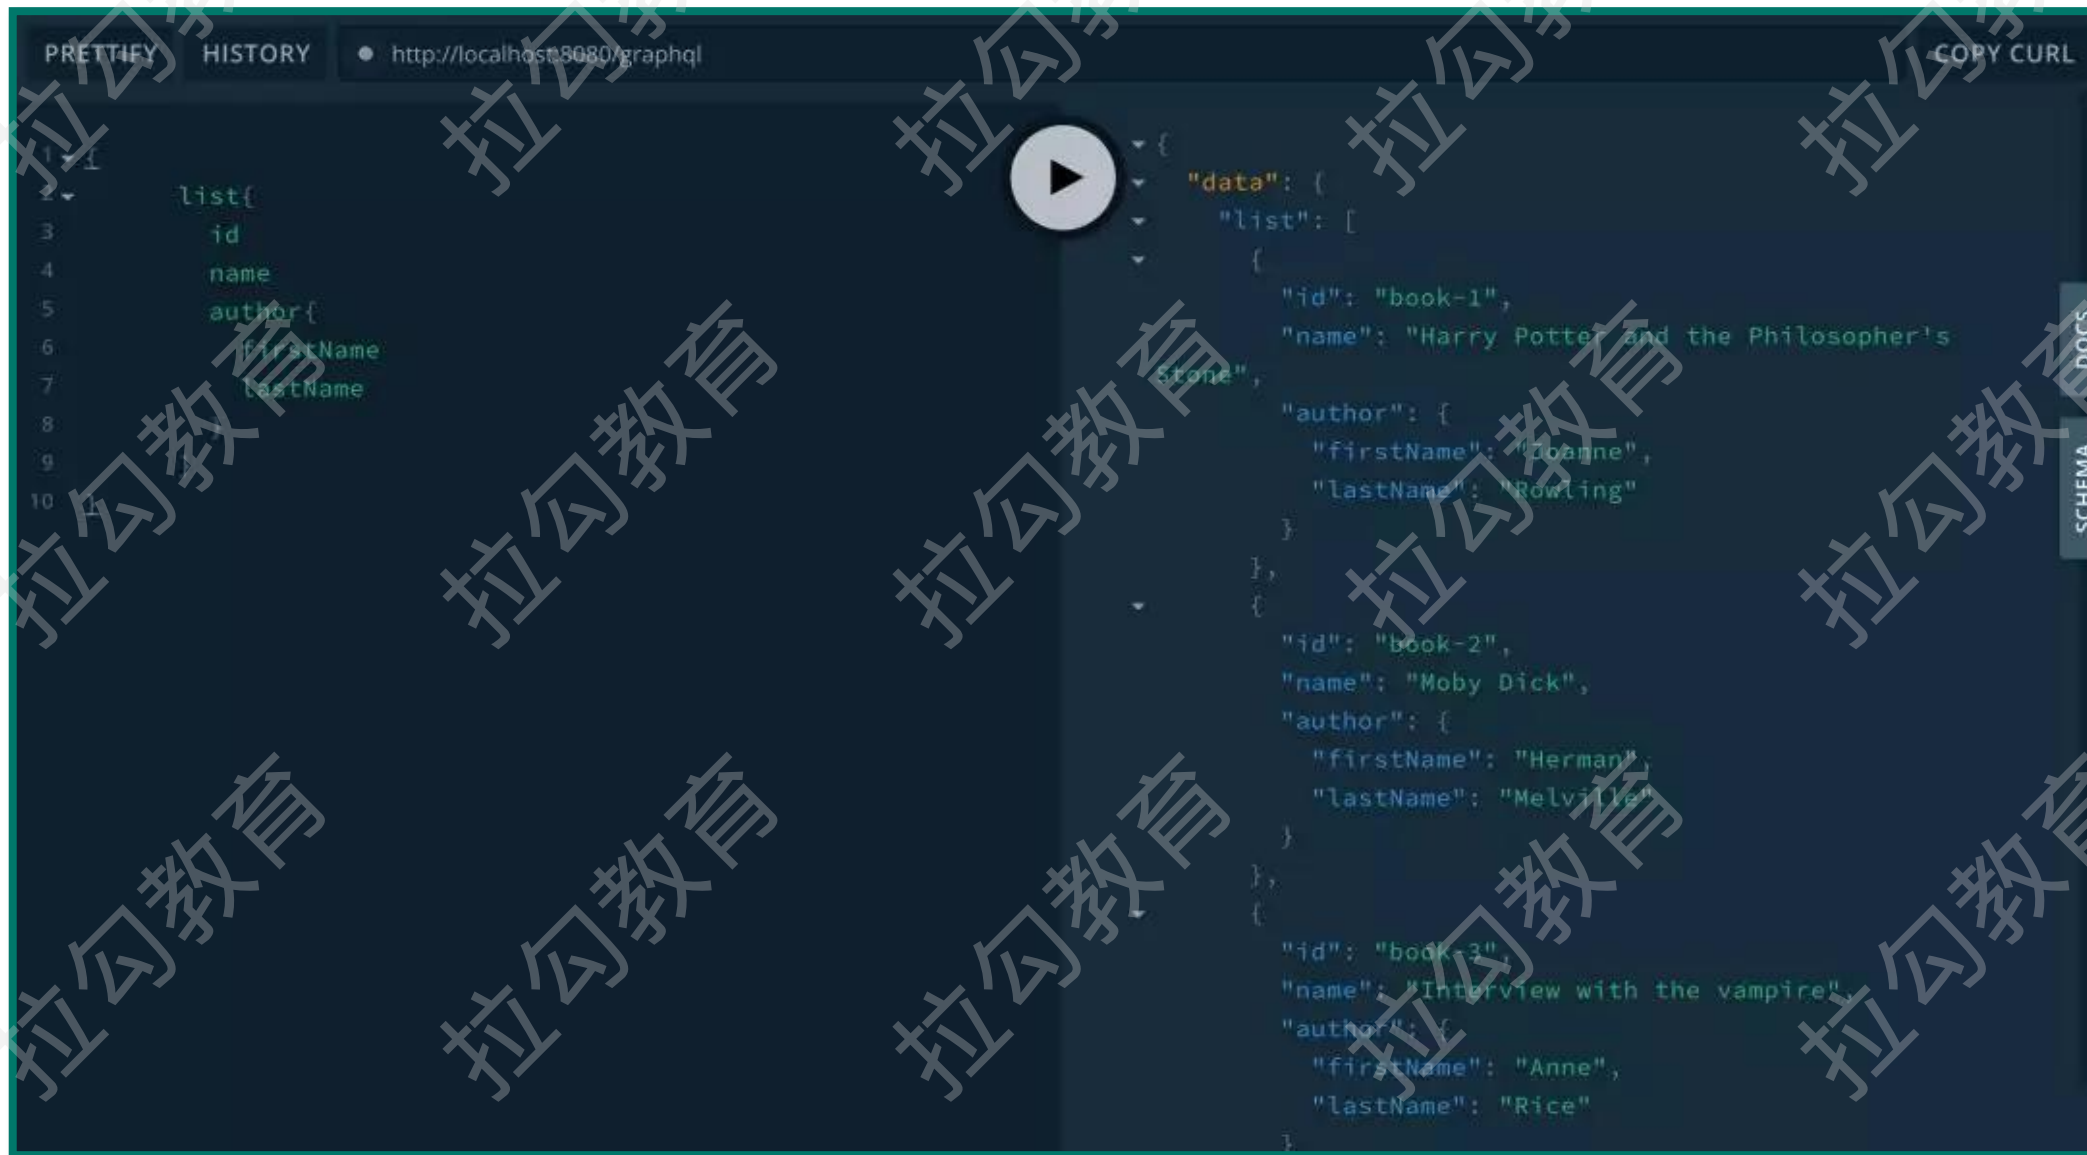 PRETTIFY HISTORY http://localhost:8080/graphql COPY CURL
1 {
2 list{
3 id
4 name
5 author{
6 firstName
7 lastName
8 }
9 }
10 }
{
"data": {
"list": [
{
"id": "book-1",
"name": "Harry Potter and the Philosopher's
Stone",
"author": {
"firstName": "Joanne",
"lastName": "Rowling"
}
},
{
"id": "book-2",
"name": "Moby Dick",
"author": {
"firstName": "Herman",
"lastName": "Melville"
}
},
{
"id": "book-3",
"name": "Interview with the vampire",
"author": {
"firstName": "Anne",
"lastName": "Rice"
}
DOCS
SCHEMA
拉勾教育